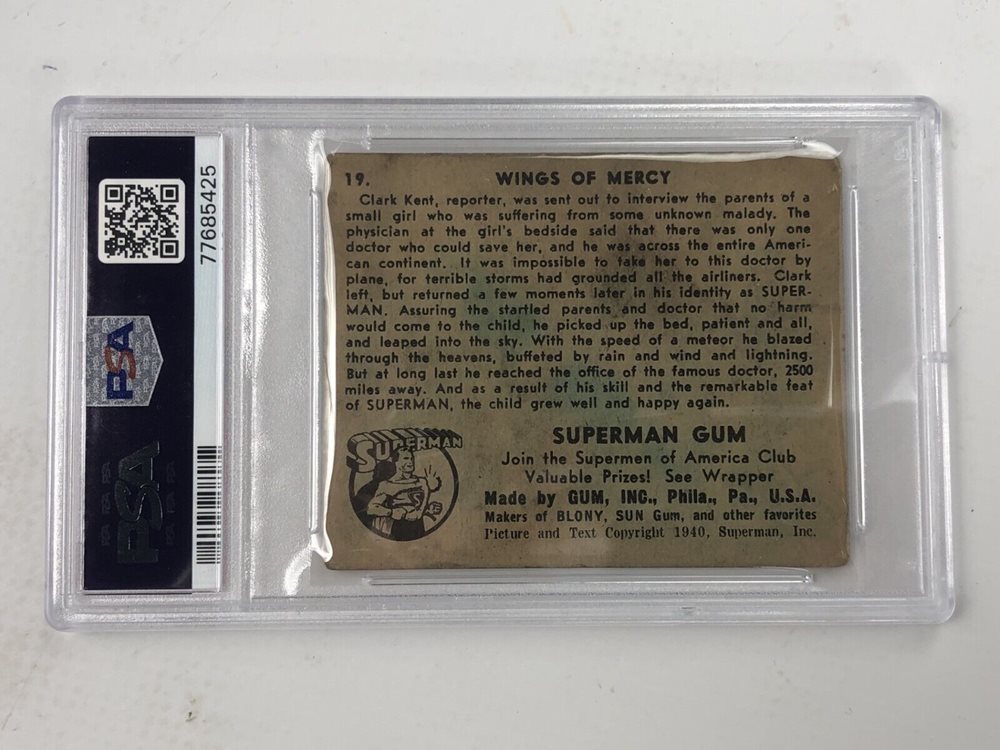 19. WINGS OF MERCY
Clark Kent, reporter, was sent out to interview the parents of a
small girl who was suffering from some unknown malady. The
physician at the girl's bedside said that there was only one
doctor who could save her, and he was across the entire Ameri-
can continent. It was impossible to take her to this doctor by
plane, for terrible storms had grounded all the airliners. Clark
left, but returned a few moments later in his identity as SUPER-
MAN. Assuring the startled parents and doctor that no harm
would come to the child, he picked up the bed, patient and all,
and leaped into the sky. With the speed of a meteor he blazed
through the heavens, buffeted by rain and wind and lightning.
But at long last he reached the office of the famous doctor, 2500
miles away. And as a result of his skill and the remarkable feat
of SUPERMAN, the child grew well and happy again.
SUPERMAN
SUPERMAN GUM
Join the Supermen of America Club
Valuable Prizes! See Wrapper
Made by GUM, INC., Phila., Pa., U.S.A.
Makers of BLONY, SUN Gum, and other favorites
Picture and Text Copyright 1940, Superman, Inc.
77685425
PSA
PSA